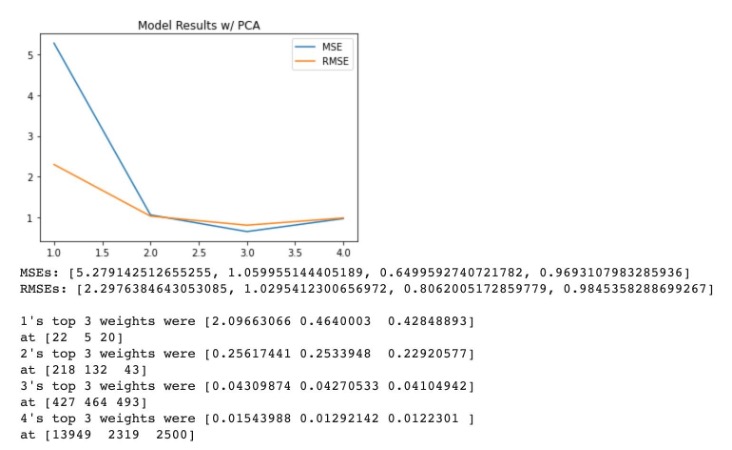 Model Results w/ PCA
MSE
RMSE
5
4
3
2
1
1.0 1.5 2.0 2.5 3.0 3.5 4.0
MSEs: [5.279142512655255, 1.059955144405189, 0.6499592740721782, 0.9693107983285936]
RMSEs: [2.2976384643053085, 1.0295412300656972, 0.8062005172859779, 0.9845358288699267]
1's top 3 weights were [2.09663066 0.4640003  0.42848893]
at [22  5 20]
2's top 3 weights were [0.25617441 0.2533948  0.22920577]
at [218 132  43]
3's top 3 weights were [0.04309874 0.04270533 0.04104942]
at [427 464 493]
4's top 3 weights were [0.01543988 0.01292142 0.0122301 ]
at [13949  2319  2500]